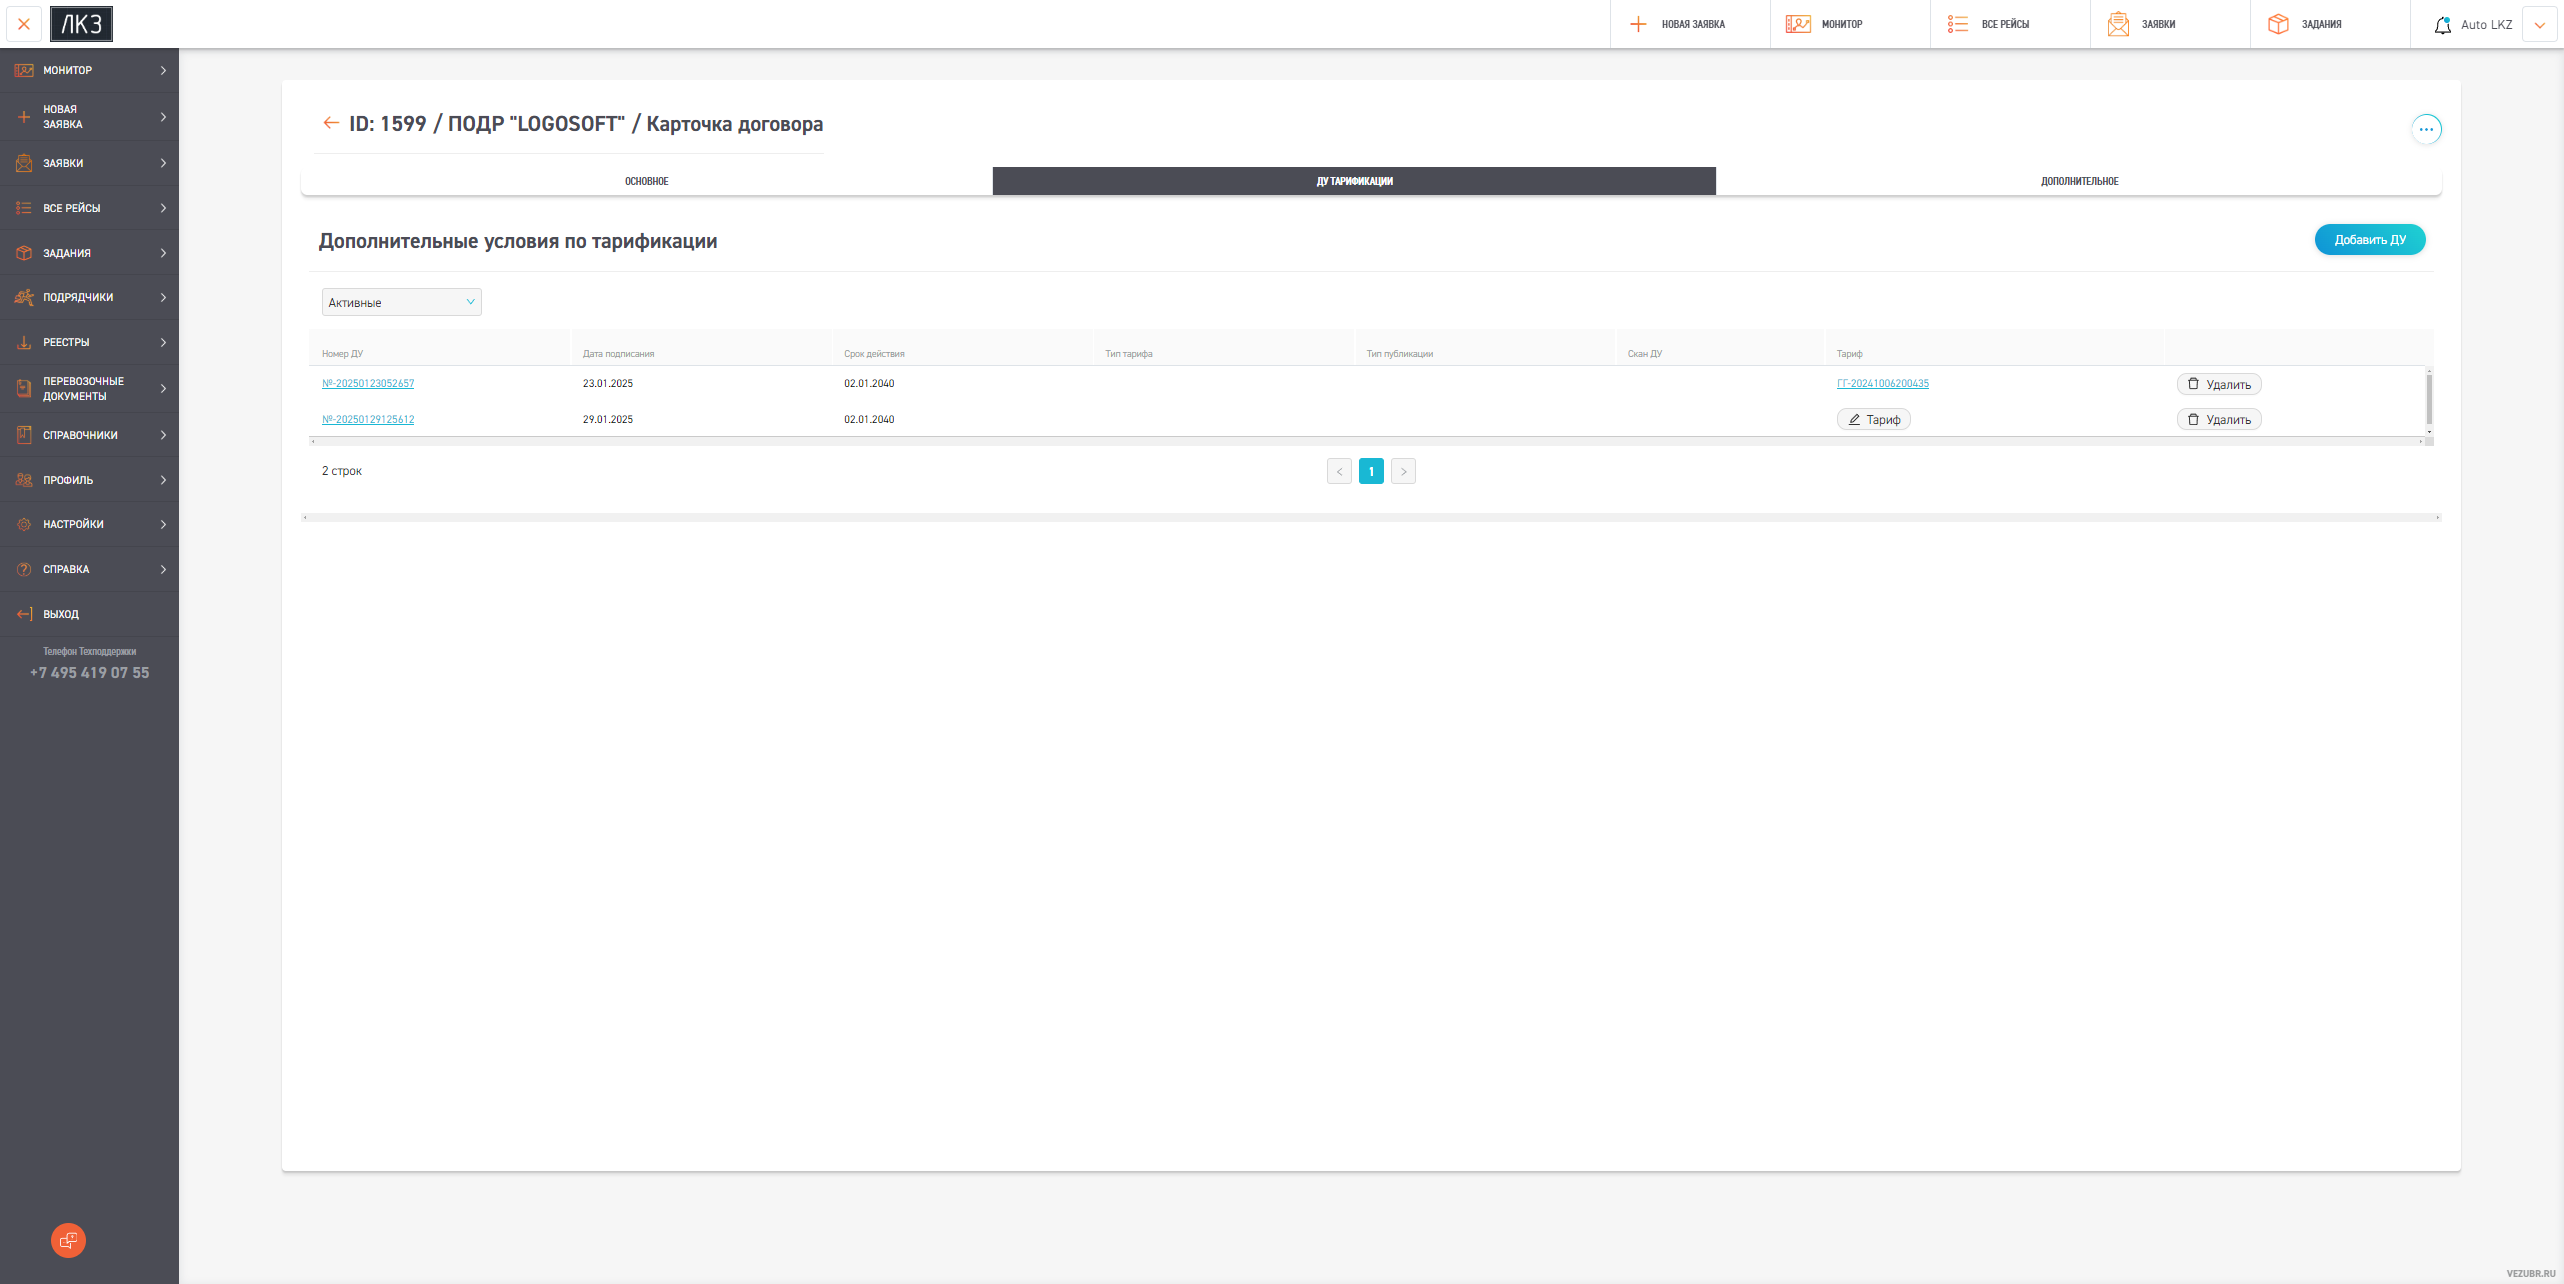 ЛКЗ
НОВАЯ ЗАЯВКА
МОНИТОР
ВСЕ РЕЙСЫ
ЗАЯВКИ
ЗАДАНИЯ
Auto LKZ
МОНИТОР
НОВАЯ
ЗАЯВКА
ЗАЯВКИ
ВСЕ РЕЙСЫ
ЗАДАНИЯ
ПОДРЯДЧИКИ
РЕЕСТРЫ
ПЕРЕВОЗОЧНЫЕ
ДОКУМЕНТЫ
СПРАВОЧНИКИ
ПРОФИЛЬ
НАСТРОЙКИ
СПРАВКА
ВЫХОД
Телефон Техподдержки
+7 495 419 07 55
ID: 1599 / ПОДР "LOGOSOFT" / Карточка договора
ОСНОВНОЕ
ДУ ТАРИФИКАЦИИ
ДОПОЛНИТЕЛЬНОЕ
Дополнительные условия по тарификации
Добавить ДУ
Активные
Номер ДУ Дата подписания Срок действия Тип тарифа Тип публикации Скан ДУ Тариф
№-20250123052657 23.01.2025 02.01.2040 ГГ-20241006200435 Удалить
№-20250129125612 29.01.2025 02.01.2040 Тариф Удалить
2 строк
1
VEZUBR.RU